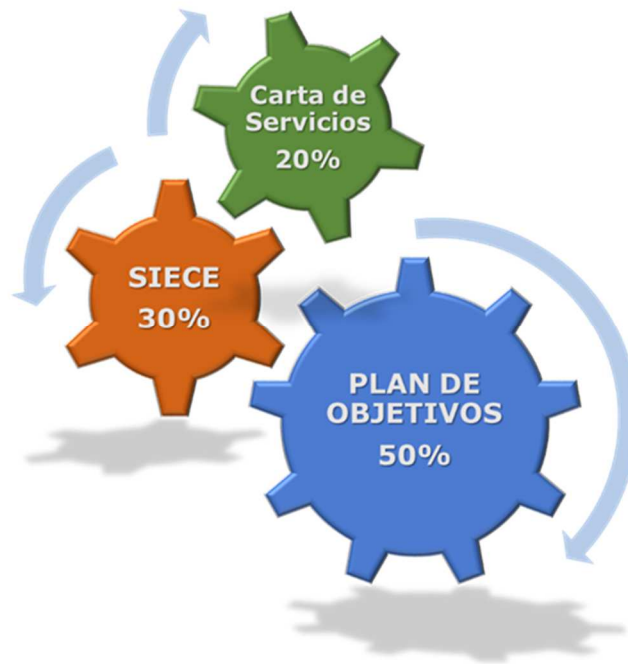 Carta de
Servicios
20%
SIECE
30%
PLAN DE
OBJETIVOS
50%